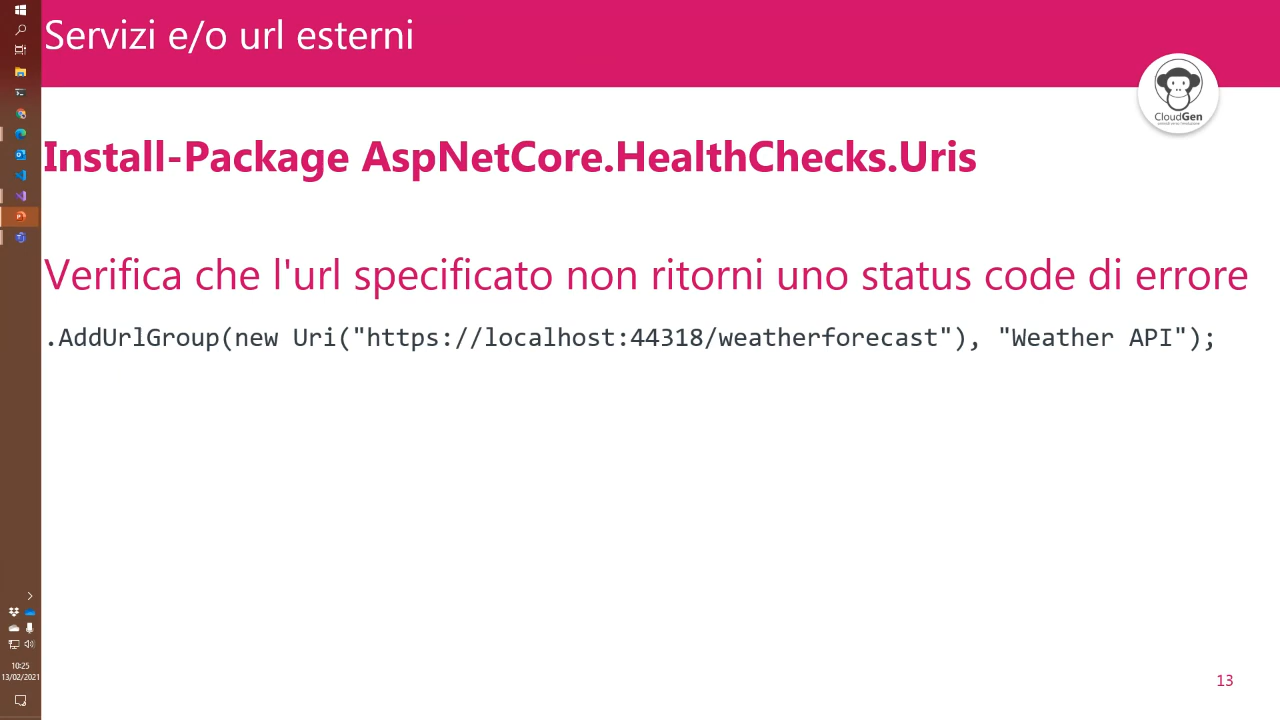 Servizi e/o url esterni
CloudGen
Install-Package AspNetCore.HealthChecks.Uris
Verifica che l'url specificato non ritorni uno status code di errore
.AddUrlGroup(new Uri("https://localhost:44318/weatherforecast"), "Weather API");
10:25
13/02/2021
13